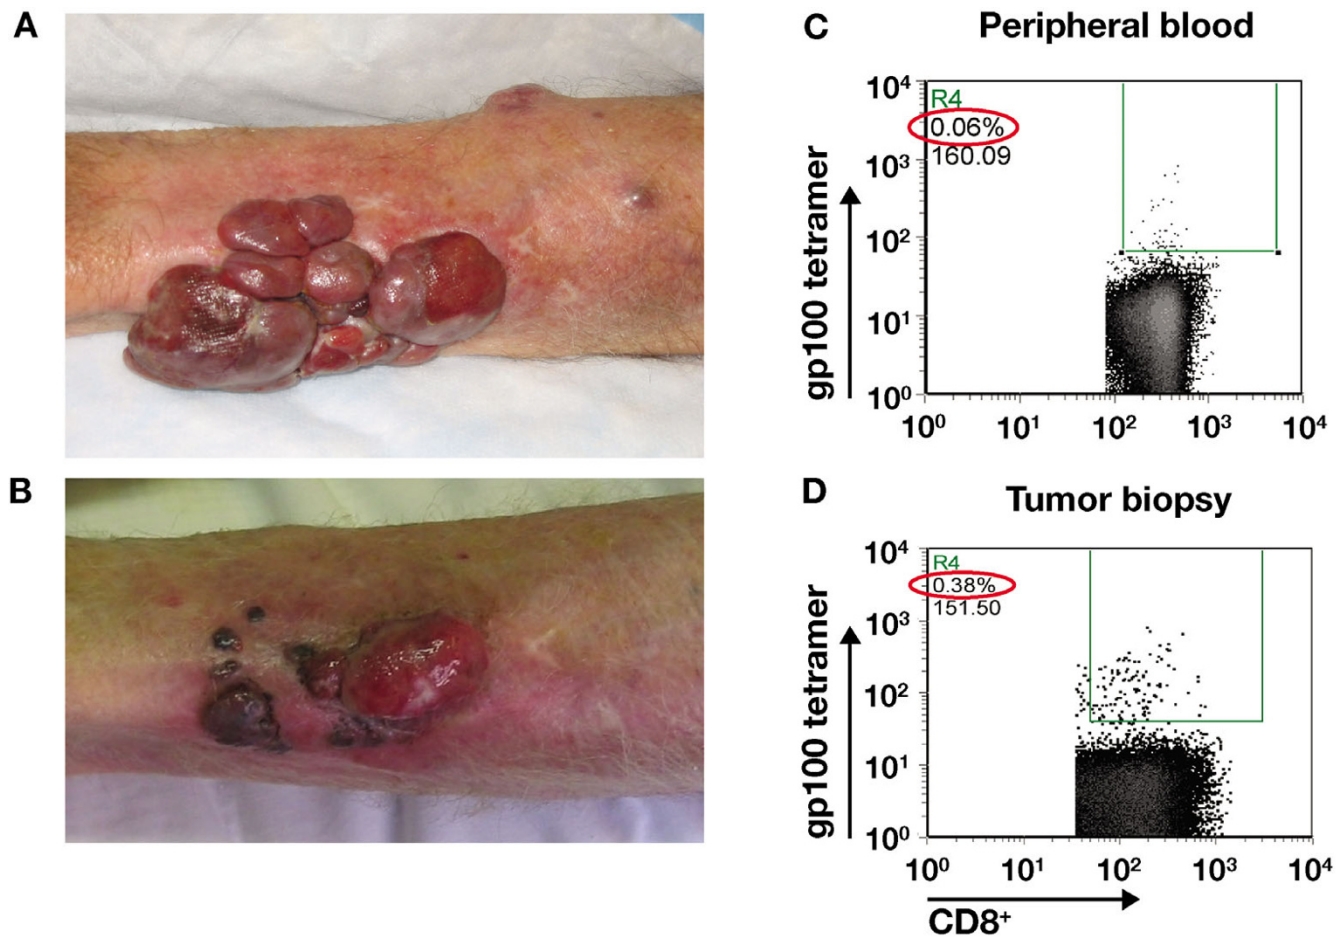 A
B
C
Peripheral blood
gp100 tetramer
10⁴
10³
10²
10¹
10⁰
R4
0.06%
160.09
10⁰ 10¹ 10² 10³ 10⁴
D
Tumor biopsy
gp100 tetramer
10⁴
10³
10²
10¹
10⁰
R4
0.38%
151.50
10⁰ 10¹ 10² 10³ 10⁴
CD8⁺